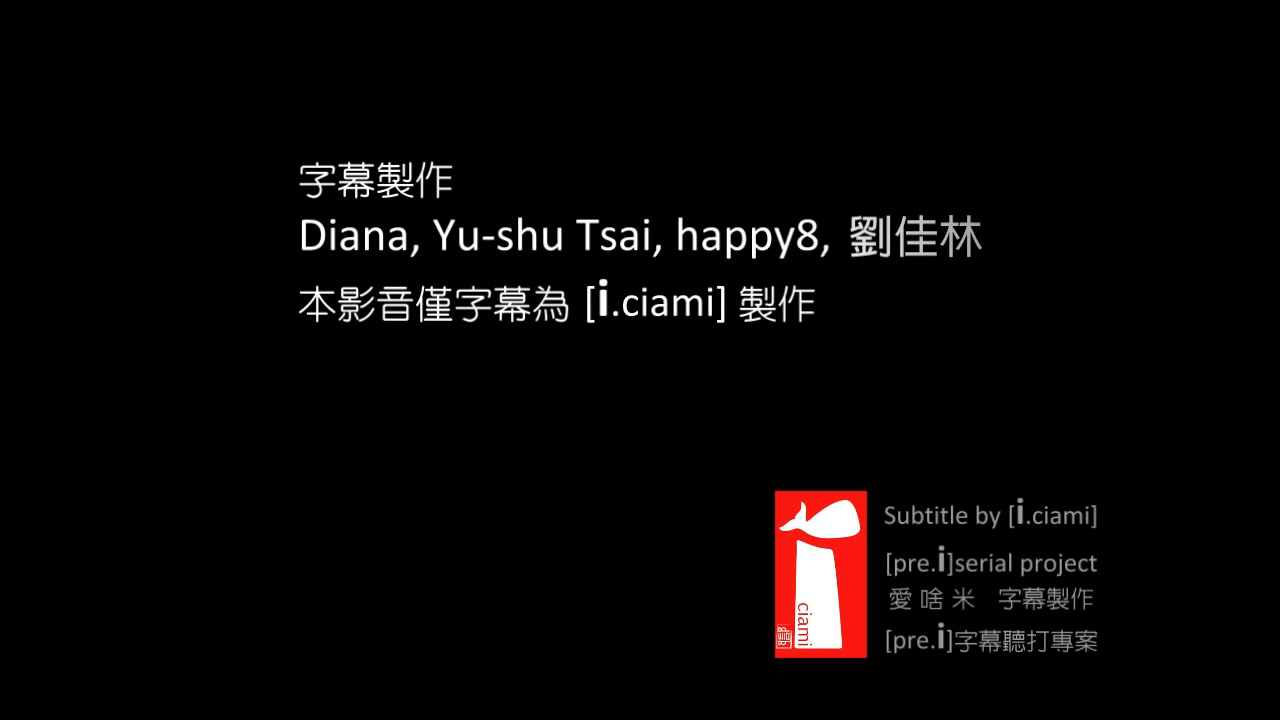 字幕製作
Diana, Yu-shu Tsai, happy8, 劉佳林
本影音僅字幕為 [i.ciami] 製作
Subtitle by [i.ciami]
[pre.i]serial project
愛啥米 字幕製作
[pre.i]字幕聽打專案
ciami